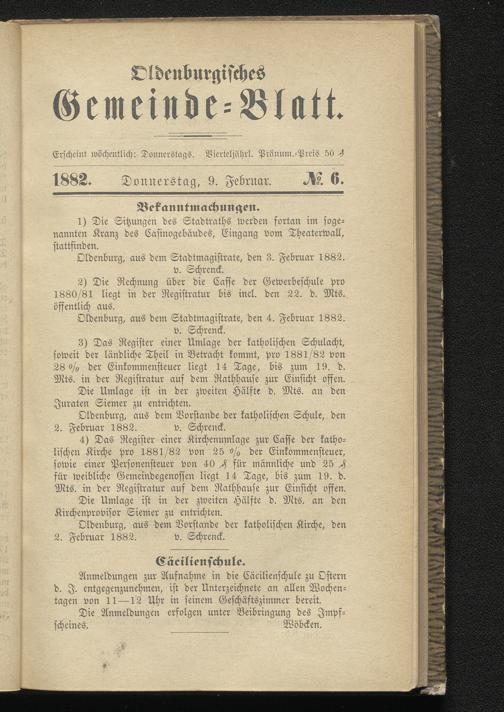 Oldenburgisches
Gemeinde-Blatt.
Erscheint wöchentlich: Donnerstags. Vierteljährl. Pränum.-Preis 50 ₰
1882. Donnerstag, 9. Februar. № 6.
Bekanntmachungen.
1) Die Sitzungen des Stadtraths werden fortan im soge-
nannten Kranz des Casinogebäudes, Eingang vom Theaterwall,
stattfinden.
Oldenburg, aus dem Stadtmagistrate, den 3. Februar 1882.
v. Schrenck.
2) Die Rechnung über die Casse der Gewerbeschule pro
1880/81 liegt in der Registratur bis incl. den 22. d. Mts.
öffentlich aus.
Oldenburg, aus dem Stadtmagistrate, den 4. Februar 1882.
v. Schrenck.
3) Das Register einer Umlage der katholischen Schulacht,
soweit der ländliche Theil in Betracht kommt, pro 1881/82 von
28 % der Einkommensteuer liegt 14 Tage, bis zum 19. d.
Mts. in der Registratur auf dem Rathhause zur Einsicht offen.
Die Umlage ist in der zweiten Hälfte d. Mts. an den
Juraten Siemer zu entrichten.
Oldenburg, aus dem Vorstande der katholischen Schule, den
2. Februar 1882. v. Schrenck.
4) Das Register einer Kirchenumlage zur Casse der katho-
lischen Kirche pro 1881/82 von 25 % der Einkommensteuer,
sowie einer Personensteuer von 40 ₰ für männliche und 25 ₰
für weibliche Gemeindegenossen liegt 14 Tage, bis zum 19. d.
Mts. in der Registratur auf dem Rathhause zur Einsicht offen.
Die Umlage ist in der zweiten Hälfte d. Mts. an den
Kirchenprovisor Siemer zu entrichten.
Oldenburg, aus dem Vorstande der katholischen Kirche, den
2. Februar 1882. v. Schrenck.
Cäcilienschule.
Anmeldungen zur Aufnahme in die Cäcilienschule zu Ostern
d. J. entgegenzunehmen, ist der Unterzeichnete an allen Wochen-
tagen von 11—12 Uhr in seinem Geschäftszimmer bereit.
Die Anmeldungen erfolgen unter Beibringung des Impf-
scheines. Wöbcken.